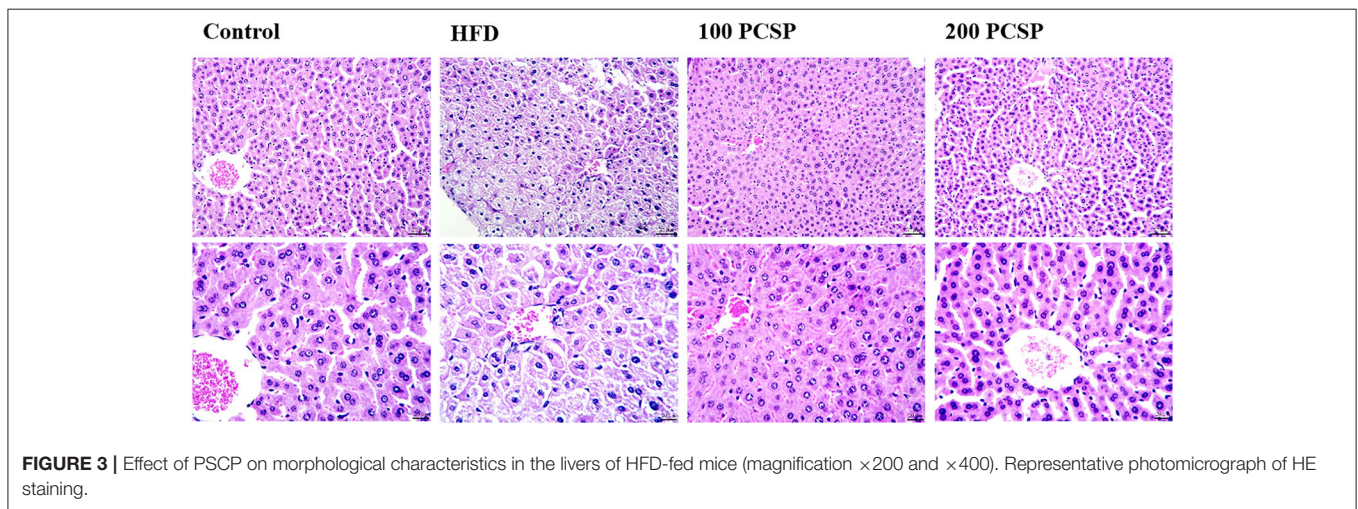 Control HFD 100 PCSP 200 PCSP
FIGURE 3 | Effect of PSCP on morphological characteristics in the livers of HFD-fed mice (magnification ×200 and ×400). Representative photomicrograph of HE
staining.